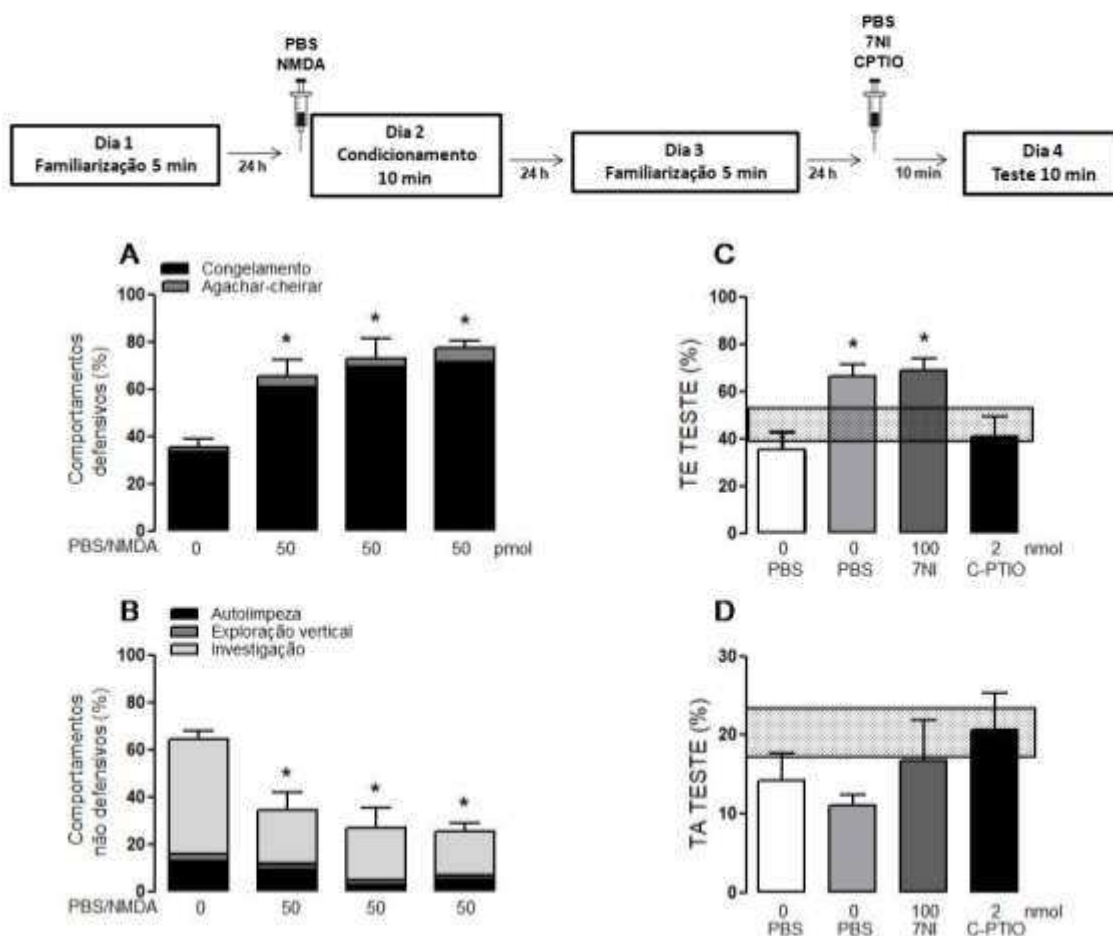 PBS
NMDA
PBS
7NI
CPTIO
Dia 1
Familiarização 5 min
24 h
Dia 2
Condicionamento
10 min
24 h
Dia 3
Familiarização 5 min
24 h
10 min
Dia 4
Teste 10 min
A
Congelamento
Agachar-cheirar
Comportamentos
defensivos (%)
100
80
60
40
20
0
* * *
PBS/NMDA 0 50 50 50 pmol
C
TE TESTE (%)
100
80
60
40
20
0
* *
0 0 100 2 nmol
PBS PBS 7NI C-PTIO
B
Autolimpeza
Exploração vertical
Investigação
Comportamentos
não defensivos (%)
100
80
60
40
20
0
* * *
PBS/NMDA 0 50 50 50
D
TA TESTE (%)
30
20
10
0
0 0 100 2 nmol
PBS PBS 7NI C-PTIO